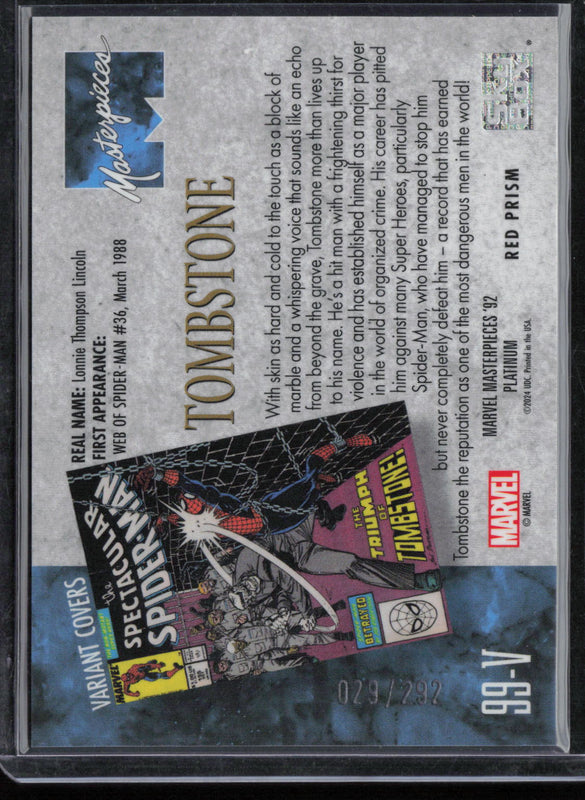 Masterpieces
REAL NAME: Lonnie Thompson Lincoln
FIRST APPEARANCE:
WEB OF SPIDER-MAN #36, March 1988
TOMBSTONE
With skin as hard and cold to the touch as a block of
marble and a whispering voice that sounds like an echo
from beyond the grave, Tombstone more than lives up
to his name. He's a hit man with a frightening thirst for
violence and has established himself as a major player
in the world of organized crime. His career has pitted
him against many Super Heroes, particularly
Spider-Man, who have managed to stop him
but never completely defeat him – a record that has earned
Tombstone the reputation as one of the most dangerous men in the world!
VARIANT COVERS
MARVEL
the
SPECTACULAR
SPIDER-MAN
THE
TRIUMPH
OF
TOMBSTONE!
BETRAYED
MARVEL
© MARVEL
MARVEL MASTERPIECES '92
PLATINUM
©2024 UDC. Printed in the USA.
RED PRISM
®
029/292
99-V